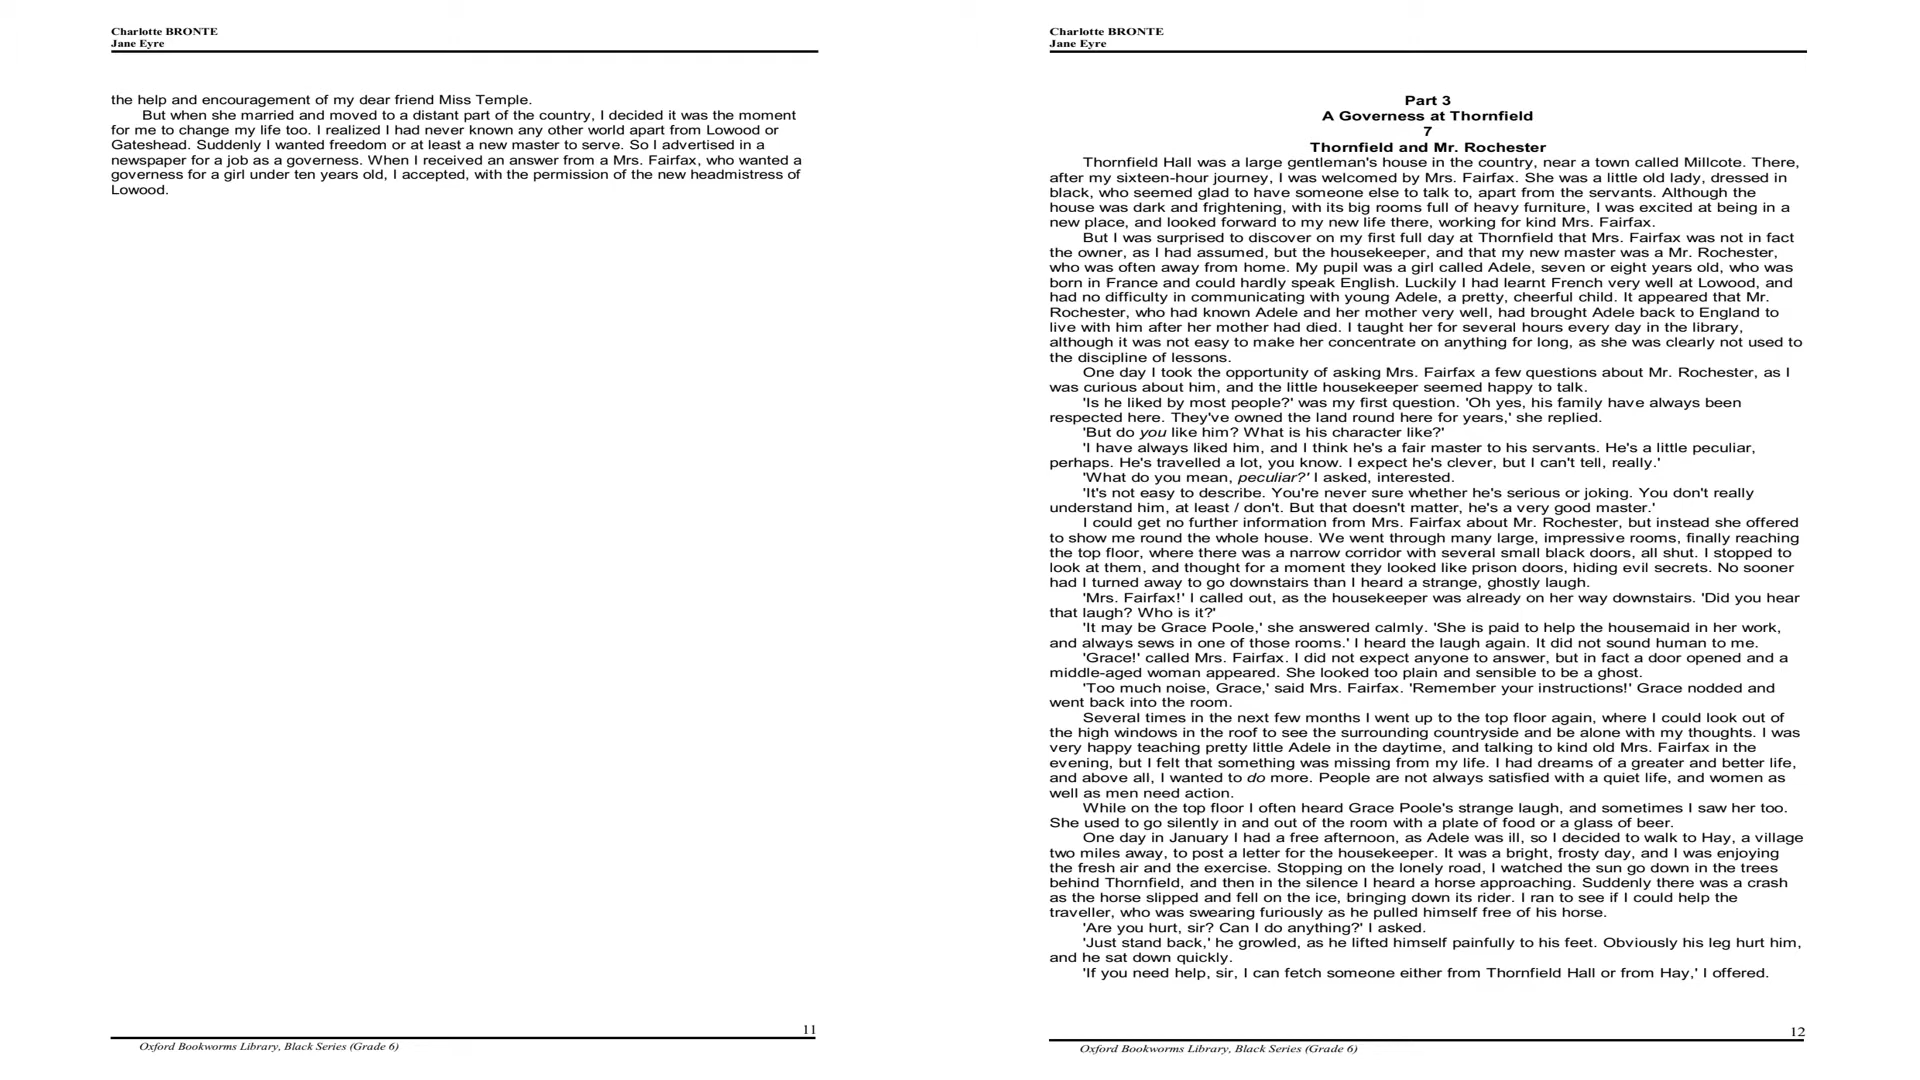 Charlotte BRONTE
Jane Eyre
the help and encouragement of my dear friend Miss Temple.
But when she married and moved to a distant part of the country, I decided it was the moment
for me to change my life too. I realized I had never known any other world apart from Lowood or
Gateshead. Suddenly I wanted freedom or at least a new master to serve. So I advertised in a
newspaper for a job as a governess. When I received an answer from a Mrs. Fairfax, who wanted a
governess for a girl under ten years old, I accepted, with the permission of the new headmistress of
Lowood.
11
Oxford Bookworms Library, Black Series (Grade 6)
Charlotte BRONTE
Jane Eyre
Part 3
A Governess at Thornfield
7
Thornfield and Mr. Rochester
Thornfield Hall was a large gentleman's house in the country, near a town called Millcote. There,
after my sixteen-hour journey, I was welcomed by Mrs. Fairfax. She was a little old lady, dressed in
black, who seemed glad to have someone else to talk to, apart from the servants. Although the
house was dark and frightening, with its big rooms full of heavy furniture, I was excited at being in a
new place, and looked forward to my new life there, working for kind Mrs. Fairfax.
But I was surprised to discover on my first full day at Thornfield that Mrs. Fairfax was not in fact
the owner, as I had assumed, but the housekeeper, and that my new master was a Mr. Rochester,
who was often away from home. My pupil was a girl called Adele, seven or eight years old, who was
born in France and could hardly speak English. Luckily I had learnt French very well at Lowood, and
had no difficulty in communicating with young Adele, a pretty, cheerful child. It appeared that Mr.
Rochester, who had known Adele and her mother very well, had brought Adele back to England to
live with him after her mother had died. I taught her for several hours every day in the library,
although it was not easy to make her concentrate on anything for long, as she was clearly not used to
the discipline of lessons.
One day I took the opportunity of asking Mrs. Fairfax a few questions about Mr. Rochester, as I
was curious about him, and the little housekeeper seemed happy to talk.
'Is he liked by most people?' was my first question. 'Oh yes, his family have always been
respected here. They've owned the land round here for years,' she replied.
'But do you like him? What is his character like?'
'I have always liked him, and I think he's a fair master to his servants. He's a little peculiar,
perhaps. He's travelled a lot, you know. I expect he's clever, but I can't tell, really.'
'What do you mean, peculiar?' I asked, interested.
'It's not easy to describe. You're never sure whether he's serious or joking. You don't really
understand him, at least / don't. But that doesn't matter, he's a very good master.'
I could get no further information from Mrs. Fairfax about Mr. Rochester, but instead she offered
to show me round the whole house. We went through many large, impressive rooms, finally reaching
the top floor, where there was a narrow corridor with several small black doors, all shut. I stopped to
look at them, and thought for a moment they looked like prison doors, hiding evil secrets. No sooner
had I turned away to go downstairs than I heard a strange, ghostly laugh.
'Mrs. Fairfax!' I called out, as the housekeeper was already on her way downstairs. 'Did you hear
that laugh? Who is it?'
'It may be Grace Poole,' she answered calmly. 'She is paid to help the housemaid in her work,
and always sews in one of those rooms.' I heard the laugh again. It did not sound human to me.
'Grace!' called Mrs. Fairfax. I did not expect anyone to answer, but in fact a door opened and a
middle-aged woman appeared. She looked too plain and sensible to be a ghost.
'Too much noise, Grace,' said Mrs. Fairfax. 'Remember your instructions!' Grace nodded and
went back into the room.
Several times in the next few months I went up to the top floor again, where I could look out of
the high windows in the roof to see the surrounding countryside and be alone with my thoughts. I was
very happy teaching pretty little Adele in the daytime, and talking to kind old Mrs. Fairfax in the
evening, but I felt that something was missing from my life. I had dreams of a greater and better life,
and above all, I wanted to do more. People are not always satisfied with a quiet life, and women as
well as men need action.
While on the top floor I often heard Grace Poole's strange laugh, and sometimes I saw her too.
She used to go silently in and out of the room with a plate of food or a glass of beer.
One day in January I had a free afternoon, as Adele was ill, so I decided to walk to Hay, a village
two miles away, to post a letter for the housekeeper. It was a bright, frosty day, and I was enjoying
the fresh air and the exercise. Stopping on the lonely road, I watched the sun go down in the trees
behind Thornfield, and then in the silence I heard a horse approaching. Suddenly there was a crash
as the horse slipped and fell on the ice, bringing down its rider. I ran to see if I could help the
traveller, who was swearing furiously as he pulled himself free of his horse.
'Are you hurt, sir? Can I do anything?' I asked.
'Just stand back,' he growled, as he lifted himself painfully to his feet. Obviously his leg hurt him,
and he sat down quickly.
'If you need help, sir, I can fetch someone either from Thornfield Hall or from Hay,' I offered.
12
Oxford Bookworms Library, Black Series (Grade 6)